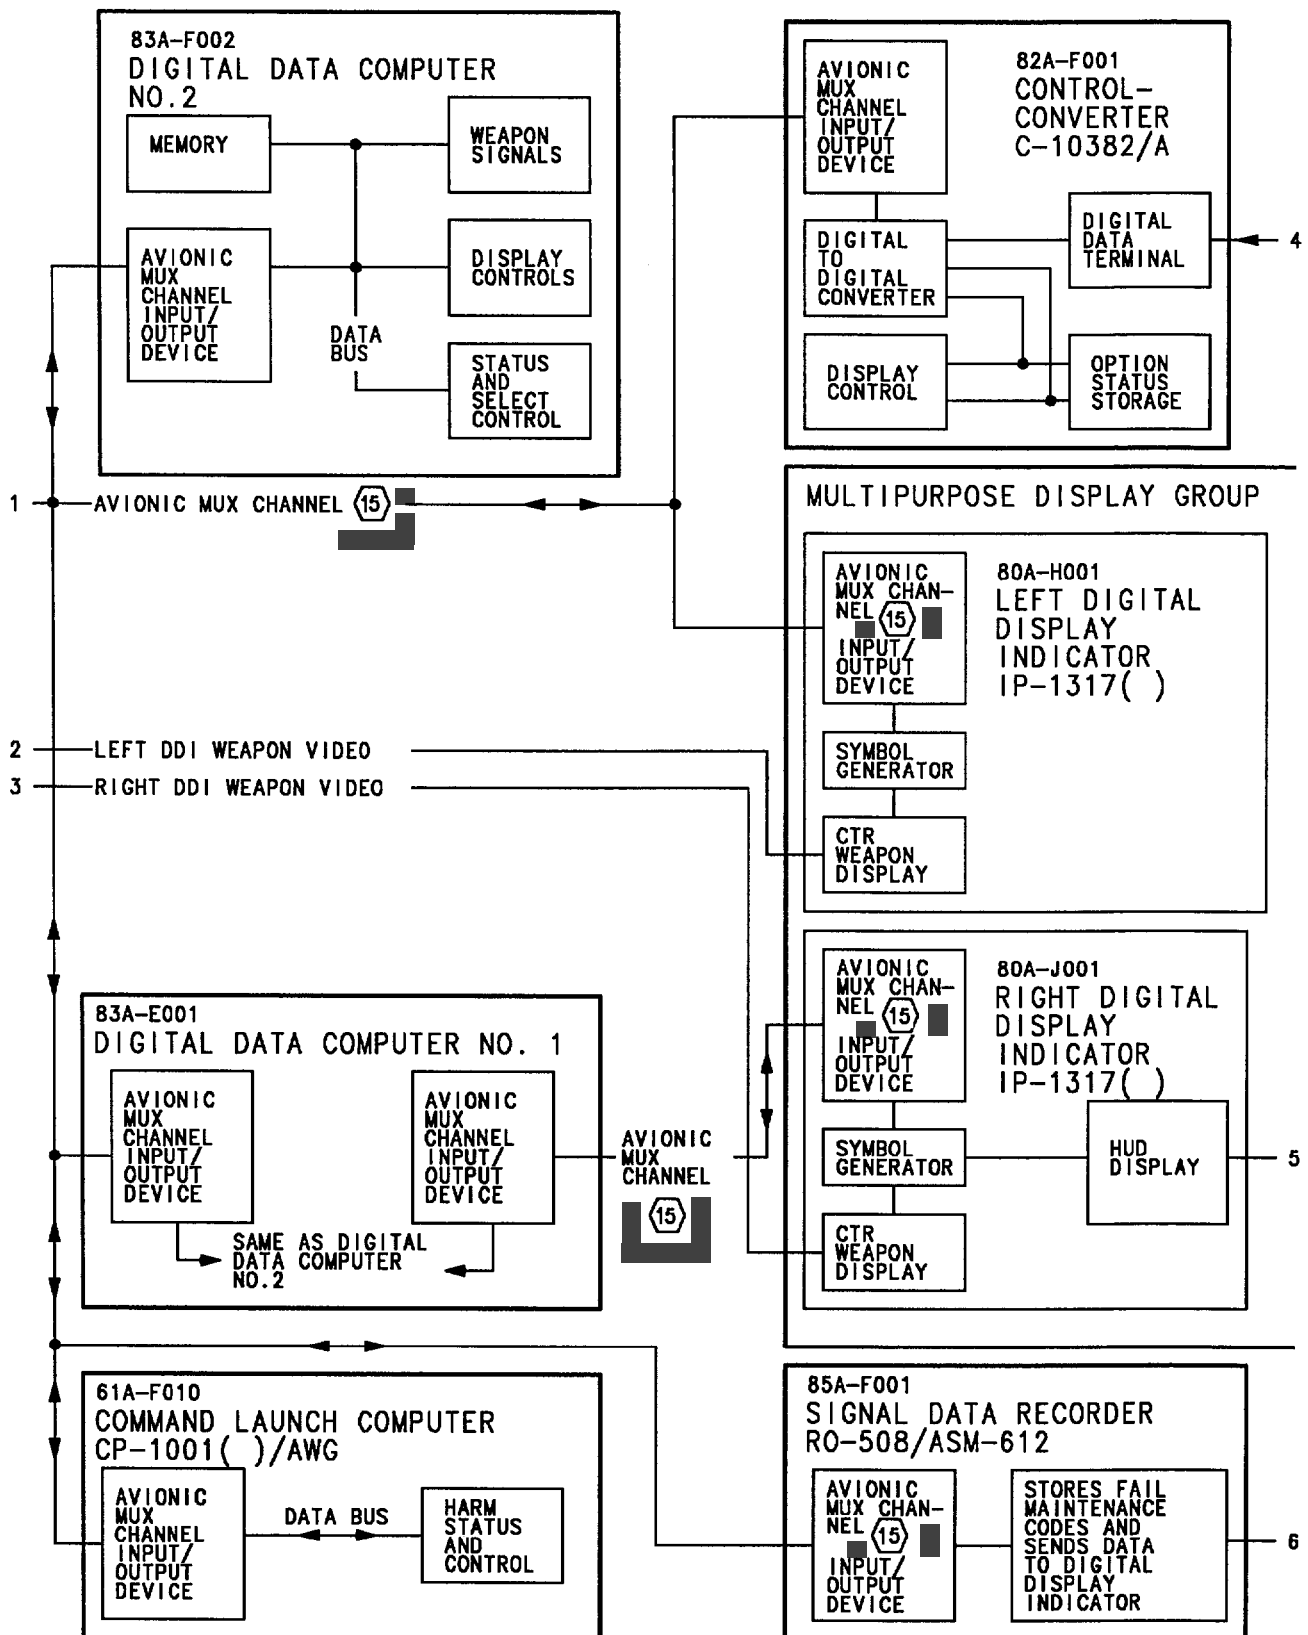 83A-F002
DIGITAL DATA COMPUTER
NO.2
MEMORY
WEAPON
SIGNALS
AVIONIC
MUX
CHANNEL
INPUT/
OUTPUT
DEVICE
DISPLAY
CONTROLS
DATA
BUS
STATUS
AND
SELECT
CONTROL
82A-F001
CONTROL-
CONVERTER
C-10382/A
AVIONIC
MUX
CHANNEL
INPUT/
OUTPUT
DEVICE
DIGITAL
TO
DIGITAL
CONVERTER
DIGITAL
DATA
TERMINAL
4
DISPLAY
CONTROL
OPTION
STATUS
STORAGE
1
AVIONIC MUX CHANNEL 15
MULTIPURPOSE DISPLAY GROUP
80A-H001
LEFT DIGITAL
DISPLAY
INDICATOR
IP-1317( )
AVIONIC
MUX CHAN-
NEL 15
INPUT/
OUTPUT
DEVICE
SYMBOL
GENERATOR
CTR
WEAPON
DISPLAY
2
LEFT DDI WEAPON VIDEO
3
RIGHT DDI WEAPON VIDEO
80A-J001
RIGHT DIGITAL
DISPLAY
INDICATOR
IP-1317( )
AVIONIC
MUX CHAN-
NEL 15
INPUT/
OUTPUT
DEVICE
SYMBOL
GENERATOR
HUD
DISPLAY
5
CTR
WEAPON
DISPLAY
83A-E001
DIGITAL DATA COMPUTER NO. 1
AVIONIC
MUX
CHANNEL
INPUT/
OUTPUT
DEVICE
AVIONIC
MUX
CHANNEL
INPUT/
OUTPUT
DEVICE
SAME AS DIGITAL
DATA COMPUTER
NO.2
AVIONIC
MUX
CHANNEL
15
61A-F010
COMMAND LAUNCH COMPUTER
CP-1001( )/AWG
AVIONIC
MUX
CHANNEL
INPUT/
OUTPUT
DEVICE
DATA BUS
HARM
STATUS
AND
CONTROL
85A-F001
SIGNAL DATA RECORDER
RO-508/ASM-612
AVIONIC
MUX CHAN-
NEL 15
INPUT/
OUTPUT
DEVICE
STORES FAIL
MAINTENANCE
CODES AND
SENDS DATA
TO DIGITAL
DISPLAY
INDICATOR
6